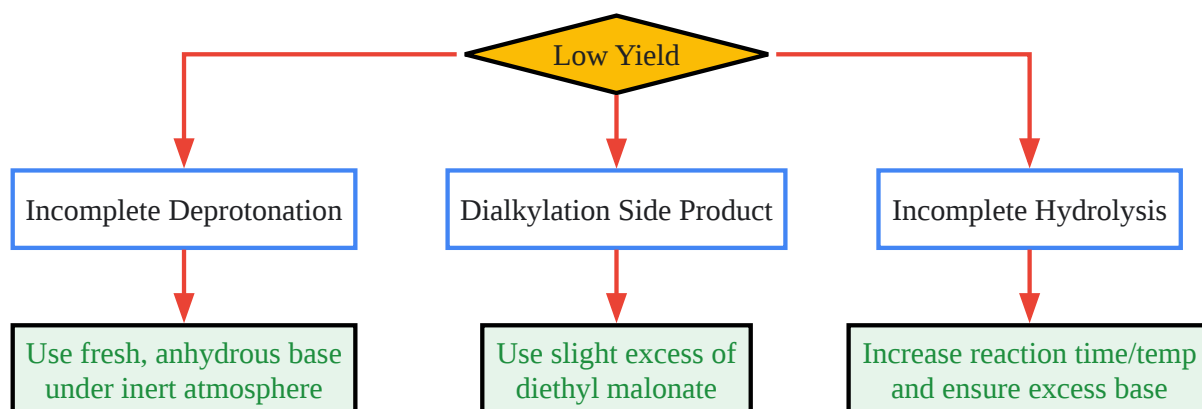 Low Yield
Incomplete Deprotonation
Dialkylation Side Product
Incomplete Hydrolysis
Use fresh, anhydrous base
under inert atmosphere
Use slight excess of
diethyl malonate
Increase reaction time/temp
and ensure excess base